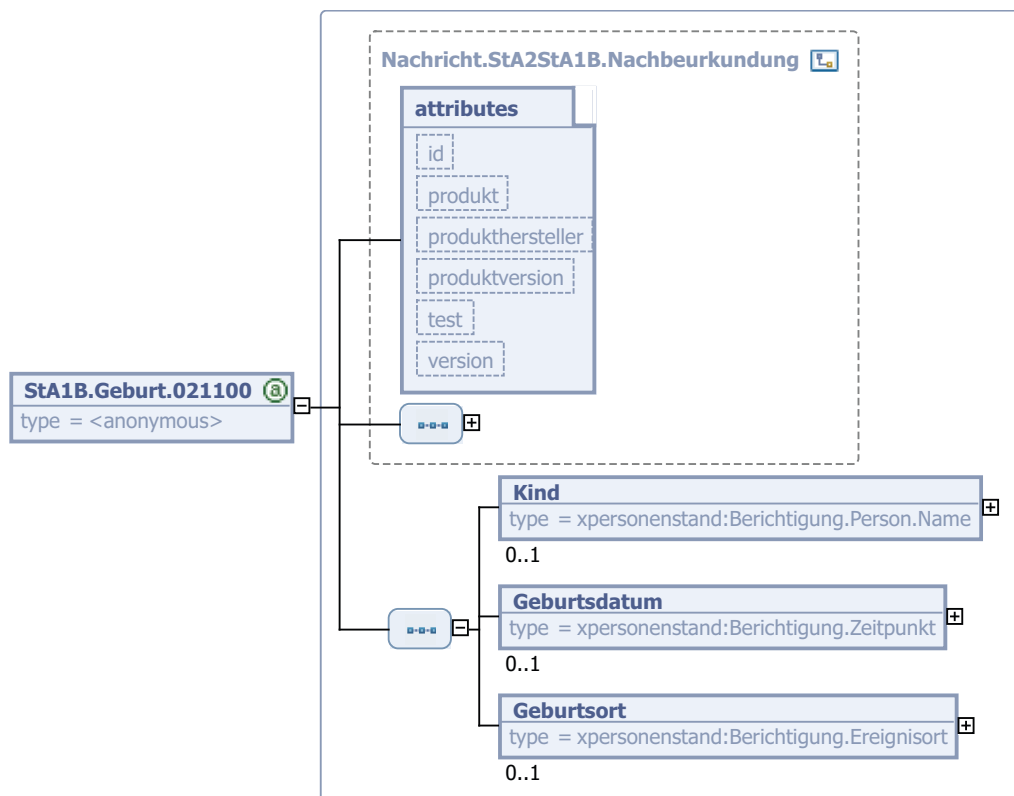 Nachricht.StA2StA1B.Nachbeurkundung
attributes
id
produkt
produkthersteller
produktversion
test
version
StA1B.Geburt.021100
type = <anonymous>
Kind
type = xpersonenstand:Berichtigung.Person.Name
0..1
Geburtsdatum
type = xpersonenstand:Berichtigung.Zeitpunkt
0..1
Geburtsort
type = xpersonenstand:Berichtigung.Ereignisort
0..1